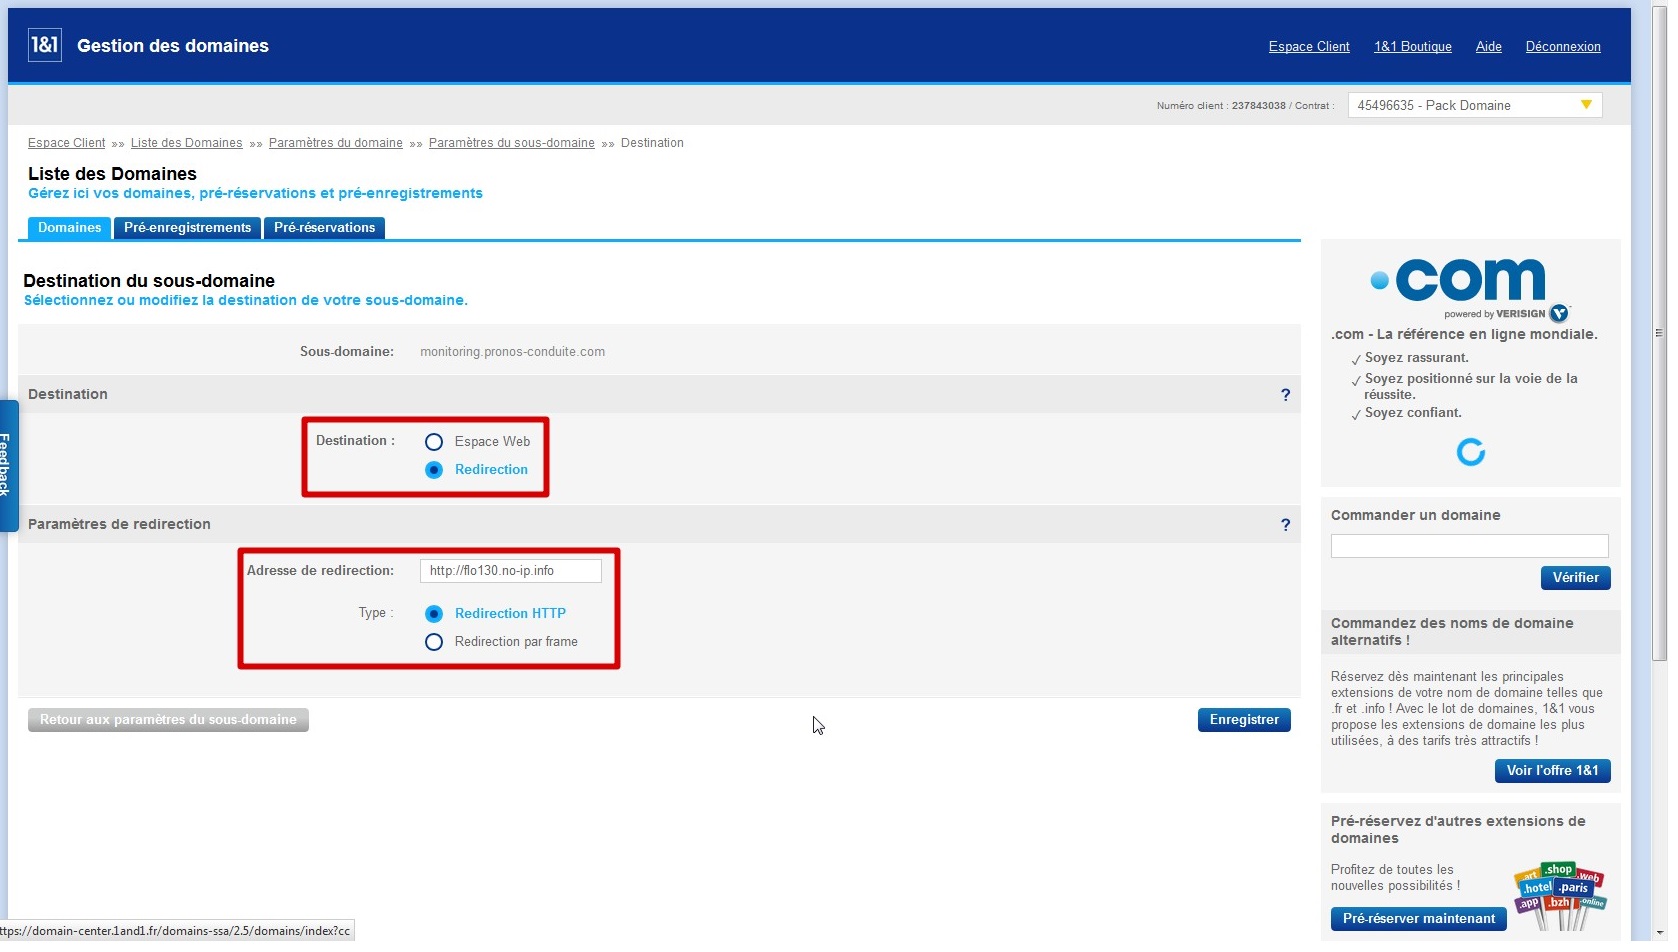 1&1 Gestion des domaines
Espace Client 1&1 Boutique Aide Déconnexion
Numéro client : 237843038 / Contrat : 45496635 - Pack Domaine
Espace Client »» Liste des Domaines »» Paramètres du domaine »» Paramètres du sous-domaine »» Destination
Liste des Domaines
Gérez ici vos domaines, pré-réservations et pré-enregistrements
Domaines Pré-enregistrements Pré-réservations
Destination du sous-domaine
Sélectionnez ou modifiez la destination de votre sous-domaine.
Sous-domaine: monitoring.pronos-conduite.com
Destination ?
Destination : Espace Web
Redirection
Paramètres de redirection ?
Adresse de redirection: http://flo130.no-ip.info
Type : Redirection HTTP
Redirection par frame
Retour aux paramètres du sous-domaine Enregistrer
Feedback
.com
powered by VERISIGN
.com - La référence en ligne mondiale.
✓ Soyez rassurant.
✓ Soyez positionné sur la voie de la
réussite.
✓ Soyez confiant.
Commander un domaine
Vérifier
Commandez des noms de domaine
alternatifs !
Réservez dès maintenant les principales
extensions de votre nom de domaine telles que
.fr et .info ! Avec le lot de domaines, 1&1 vous
propose les extensions de domaine les plus
utilisées, à des tarifs très attractifs !
Voir l'offre 1&1
Pré-réservez d'autres extensions de
domaines
Profitez de toutes les
nouvelles possibilités !
.art .shop .web
.hotel .paris
.app .bzh .online
Pré-réserver maintenant
ttps://domain-center.1and1.fr/domains-ssa/2.5/domains/index?cc